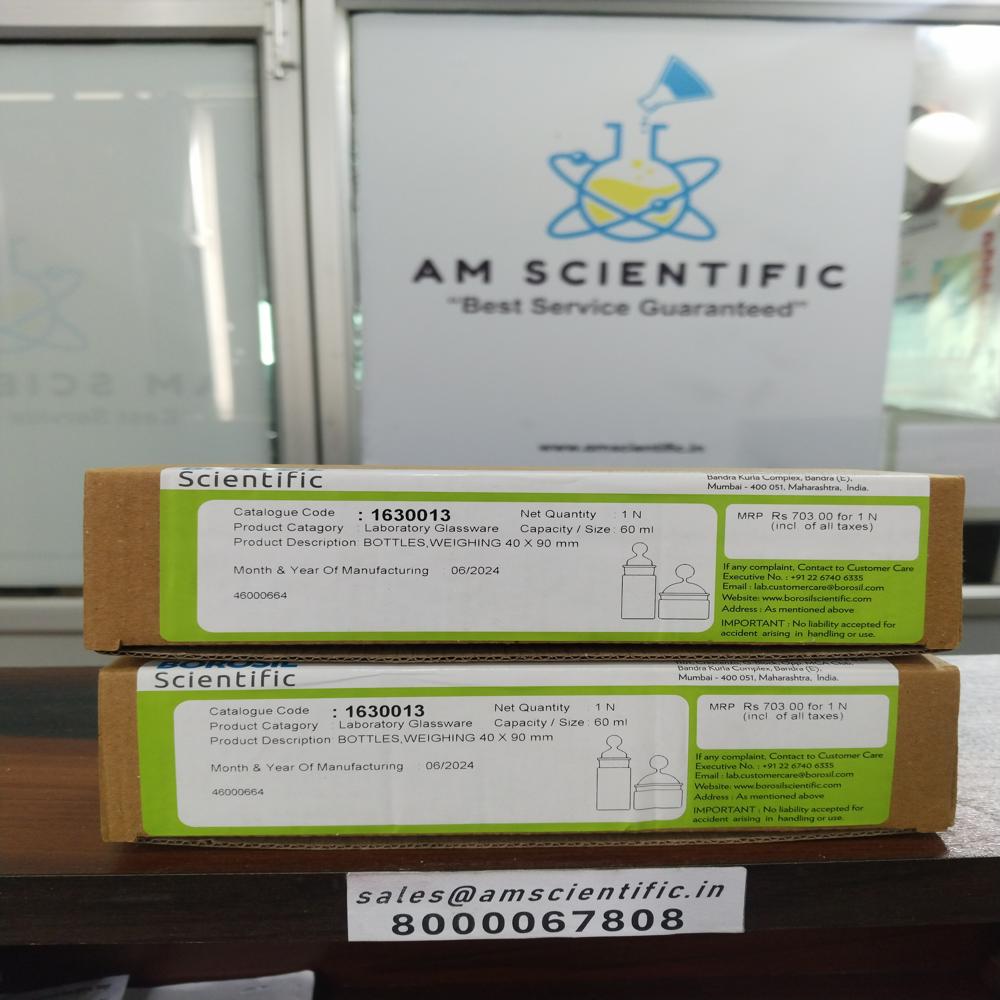 AM SCIENTIFIC
"Best Service Guaranteed"
www.amscientific.in
Scientific
Bandra Kurla Complex, Bandra (E),
Mumbai - 400 051, Maharashtra, India.
Catalogue Code : 1630013 Net Quantity : 1 N
Product Catagory : Laboratory Glassware Capacity / Size : 60 ml
Product Description: BOTTLES,WEIGHING 40 X 90 mm
Month & Year Of Manufacturing : 06/2024
46000664
MRP Rs 703.00 for 1 N
(incl of all taxes)
If any complaint, Contact to Customer Care
Executive No. : +91 22 6740 6335
Email : lab.customercare@borosil.com
Website: www.borosilscientific.com
Address : As mentioned above
IMPORTANT : No liability accepted for
accident arising in handling or use.
BOROSIL
Scientific
Bandra Kurla Complex, Bandra (E),
Mumbai - 400 051, Maharashtra, India.
Catalogue Code : 1630013 Net Quantity : 1 N
Product Catagory : Laboratory Glassware Capacity / Size : 60 ml
Product Description: BOTTLES,WEIGHING 40 X 90 mm
Month & Year Of Manufacturing : 06/2024
46000664
MRP Rs 703.00 for 1 N
(incl of all taxes)
If any complaint, Contact to Customer Care
Executive No. : +91 22 6740 6335
Email : lab.customercare@borosil.com
Website: www.borosilscientific.com
Address : As mentioned above
IMPORTANT : No liability accepted for
accident arising in handling or use.
sales@amscientific.in
8000067808